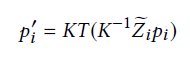 p′ᵢ = KT(K⁻¹Z̃ᵢpᵢ)